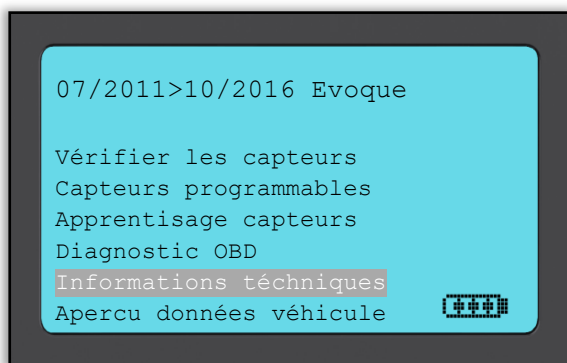 07/2011>10/2016 Evoque
Vérifier les capteurs
Capteurs programmables
Apprentisage capteurs
Diagnostic OBD
Informations téchniques
Apercu données véhicule